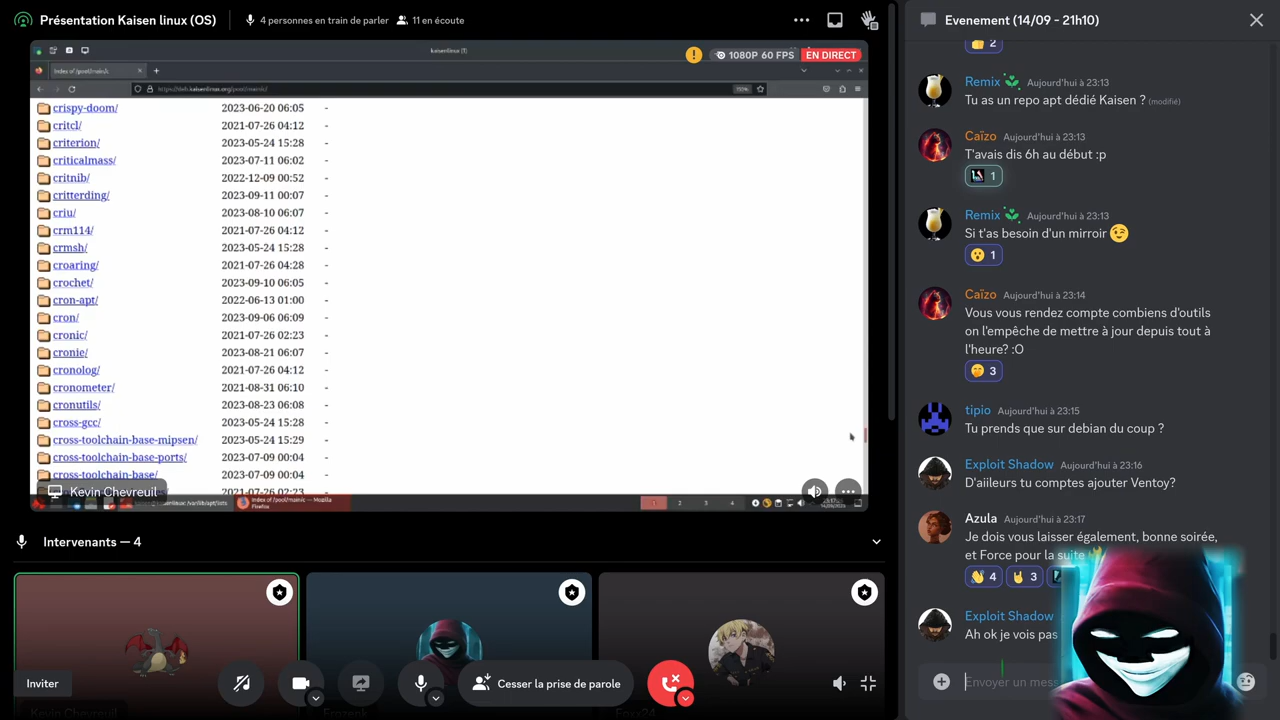 Présentation Kaisen linux (OS)
4 personnes en train de parler
11 en écoute
kaisenlinux (1)
1080P 60 FPS
EN DIRECT
Index of /pool/main/c
https://deb.kaisenlinux.org/pool/main/c/
crispy-doom/ 2023-06-20 06:05 -
critcl/ 2021-07-26 04:12 -
criterion/ 2023-05-24 15:28 -
criticalmass/ 2023-07-11 06:02 -
critnib/ 2022-12-09 00:52 -
critterding/ 2023-09-11 00:07 -
criu/ 2023-08-10 06:07 -
crm114/ 2021-07-26 04:12 -
crmsh/ 2023-05-24 15:28 -
croaring/ 2021-07-26 04:28 -
crochet/ 2023-09-10 06:05 -
cron-apt/ 2022-06-13 01:00 -
cron/ 2023-09-06 06:09 -
cronic/ 2021-07-26 02:23 -
cronie/ 2023-08-21 06:07 -
cronolog/ 2021-07-26 04:12 -
cronometer/ 2021-08-31 06:10 -
cronutils/ 2023-08-23 06:08 -
cross-gcc/ 2023-05-24 15:28 -
cross-toolchain-base-mipsen/ 2023-05-24 15:29 -
cross-toolchain-base-ports/ 2023-07-09 00:04 -
cross-toolchain-base/ 2023-07-09 00:04 -
2021-07-26 02:23 -
Kevin Chevreuil
Index of /pool/main/c — Mozilla
Firefox
1 2 3 4
Intervenants — 4
Inviter
Cesser la prise de parole
Kevin Chevreuil
Evenement (14/09 - 21h10)
2
Remix Aujourd'hui à 23:13
Tu as un repo apt dédié Kaisen ? (modifié)
Caïzo Aujourd'hui à 23:13
T'avais dis 6h au début :p
1
Remix Aujourd'hui à 23:13
Si t'as besoin d'un mirroir
1
Caïzo Aujourd'hui à 23:14
Vous vous rendez compte combiens d'outils
on l'empêche de mettre à jour depuis tout à
l'heure? :O
3
tipio Aujourd'hui à 23:15
Tu prends que sur debian du coup ?
Exploit Shadow Aujourd'hui à 23:16
D'aiileurs tu comptes ajouter Ventoy?
Azula Aujourd'hui à 23:17
Je dois vous laisser également, bonne soirée,
et Force pour la suite
4 3
Exploit Shadow
Ah ok je vois pas
Envoyer un mess